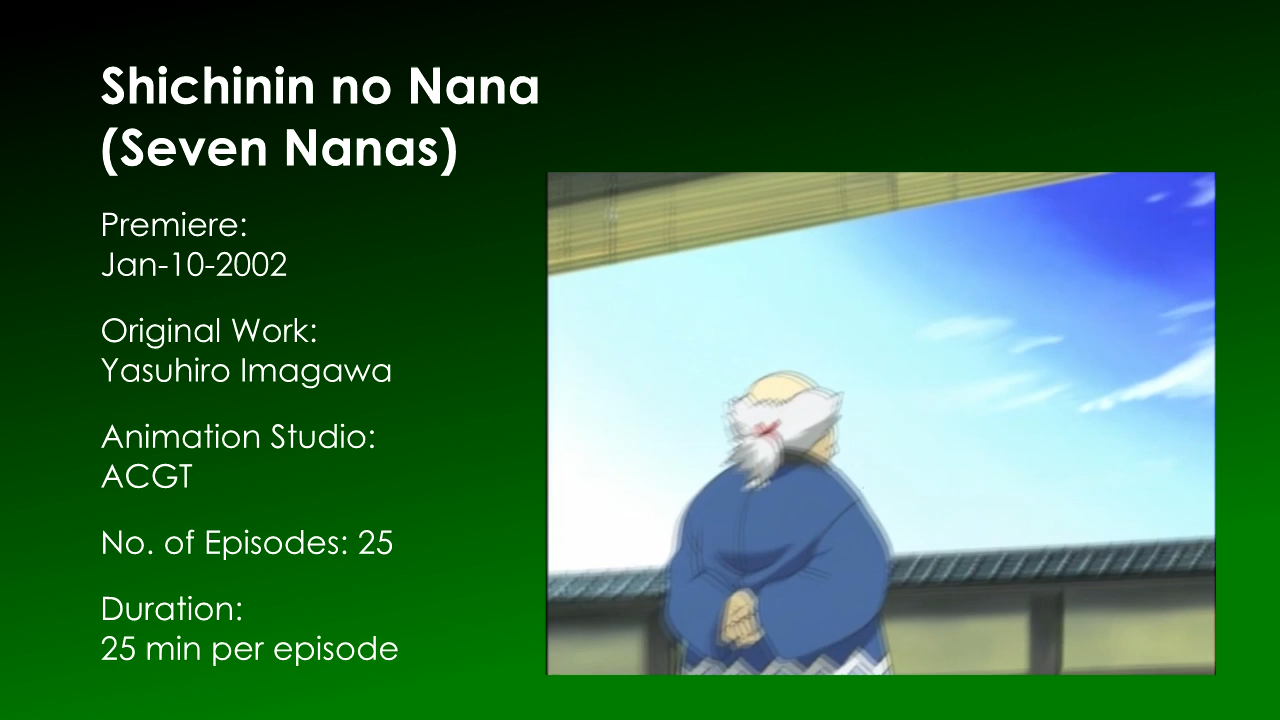 Shichinin no Nana
(Seven Nanas)
Premiere:
Jan-10-2002
Original Work:
Yasuhiro Imagawa
Animation Studio:
ACGT
No. of Episodes: 25
Duration:
25 min per episode